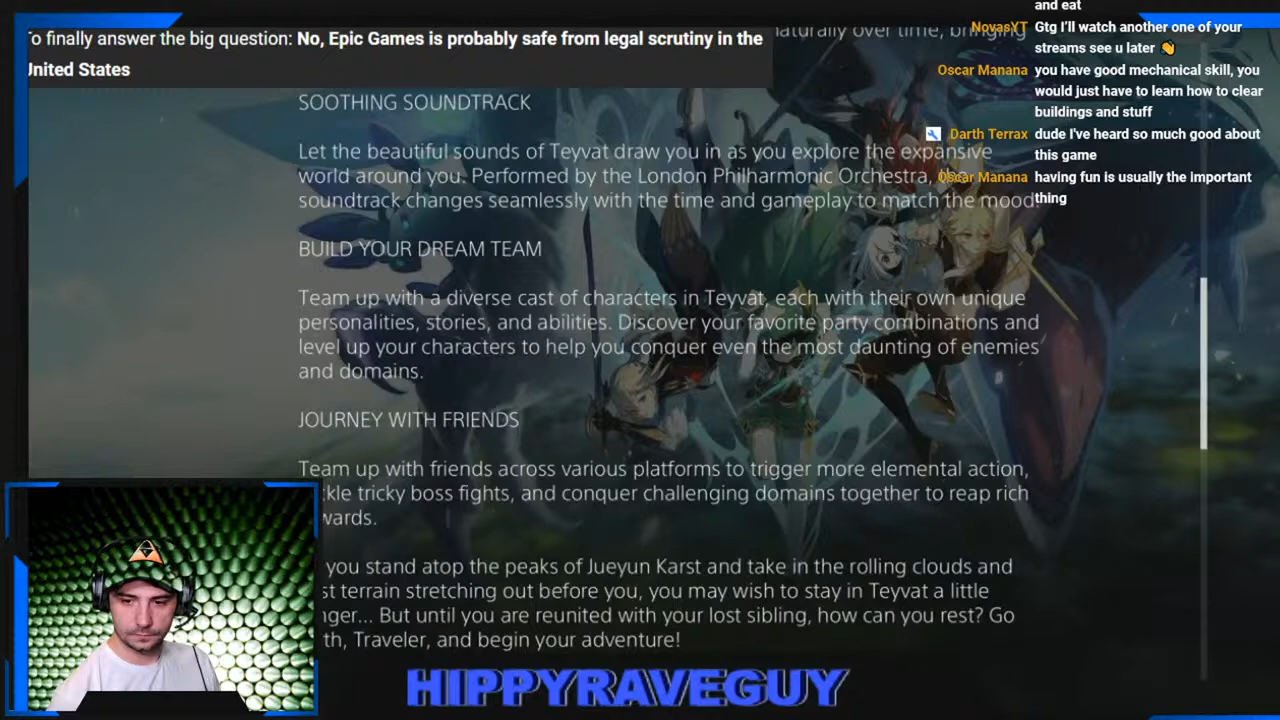 To finally answer the big question: No, Epic Games is probably safe from legal scrutiny in the
United States
naturally over time, bringing
SOOTHING SOUNDTRACK
Let the beautiful sounds of Teyvat draw you in as you explore the expansive
world around you. Performed by the London Philharmonic Orchestra,
soundtrack changes seamlessly with the time and gameplay to match the mood
BUILD YOUR DREAM TEAM
Team up with a diverse cast of characters in Teyvat, each with their own unique
personalities, stories, and abilities. Discover your favorite party combinations and
level up your characters to help you conquer even the most daunting of enemies
and domains.
JOURNEY WITH FRIENDS
Team up with friends across various platforms to trigger more elemental action,
kle tricky boss fights, and conquer challenging domains together to reap rich
wards.
you stand atop the peaks of Jueyun Karst and take in the rolling clouds and
st terrain stretching out before you, you may wish to stay in Teyvat a little
nger... But until you are reunited with your lost sibling, how can you rest? Go
th, Traveler, and begin your adventure!
and eat
NovasYT Gtg I'll watch another one of your
streams see u later 👋
Oscar Manana you have good mechanical skill, you
would just have to learn how to clear
buildings and stuff
Darth Terrax dude I've heard so much good about
this game
Oscar Manana having fun is usually the important
thing
HIPPYRAVEGUY